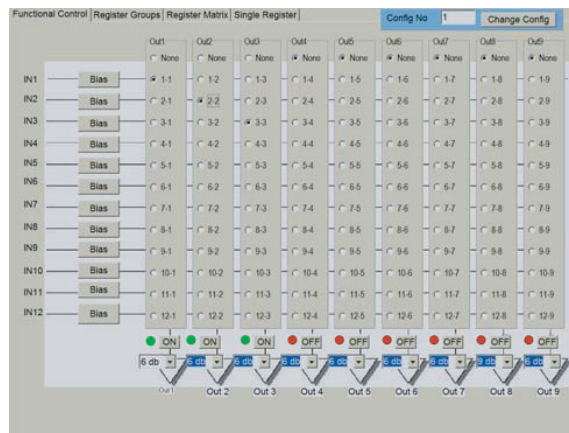 Functional Control Register Groups Register Matrix Single Register Config No 1 Change Config
Out1 Out2 Out3 Out4 Out5 Out6 Out7 Out8 Out9
None None None None None None None None None
IN1 Bias 1-1 1-2 1-3 1-4 1-5 1-6 1-7 1-8 1-9
IN2 Bias 2-1 2-2 2-3 2-4 2-5 2-6 2-7 2-8 2-9
IN3 Bias 3-1 3-2 3-3 3-4 3-5 3-6 3-7 3-8 3-9
IN4 Bias 4-1 4-2 4-3 4-4 4-5 4-6 4-7 4-8 4-9
IN5 Bias 5-1 5-2 5-3 5-4 5-5 5-6 5-7 5-8 5-9
IN6 Bias 6-1 6-2 6-3 6-4 6-5 6-6 6-7 6-8 6-9
IN7 Bias 7-1 7-2 7-3 7-4 7-5 7-6 7-7 7-8 7-9
IN8 Bias 8-1 8-2 8-3 8-4 8-5 8-6 8-7 8-8 8-9
IN9 Bias 9-1 9-2 9-3 9-4 9-5 9-6 9-7 9-8 9-9
IN10 Bias 10-1 10-2 10-3 10-4 10-5 10-6 10-7 10-8 10-9
IN11 Bias 11-1 11-2 11-3 11-4 11-5 11-6 11-7 11-8 11-9
IN12 Bias 12-1 12-2 12-3 12-4 12-5 12-6 12-7 12-8 12-9
ON ON ON OFF OFF OFF OFF OFF OFF
6 db 6 db 6 db 6 db 6 db 6 db 6 db 9 db 6 db
Out1 Out 2 Out 3 Out 4 Out 5 Out 6 Out 7 Out 8 Out 9